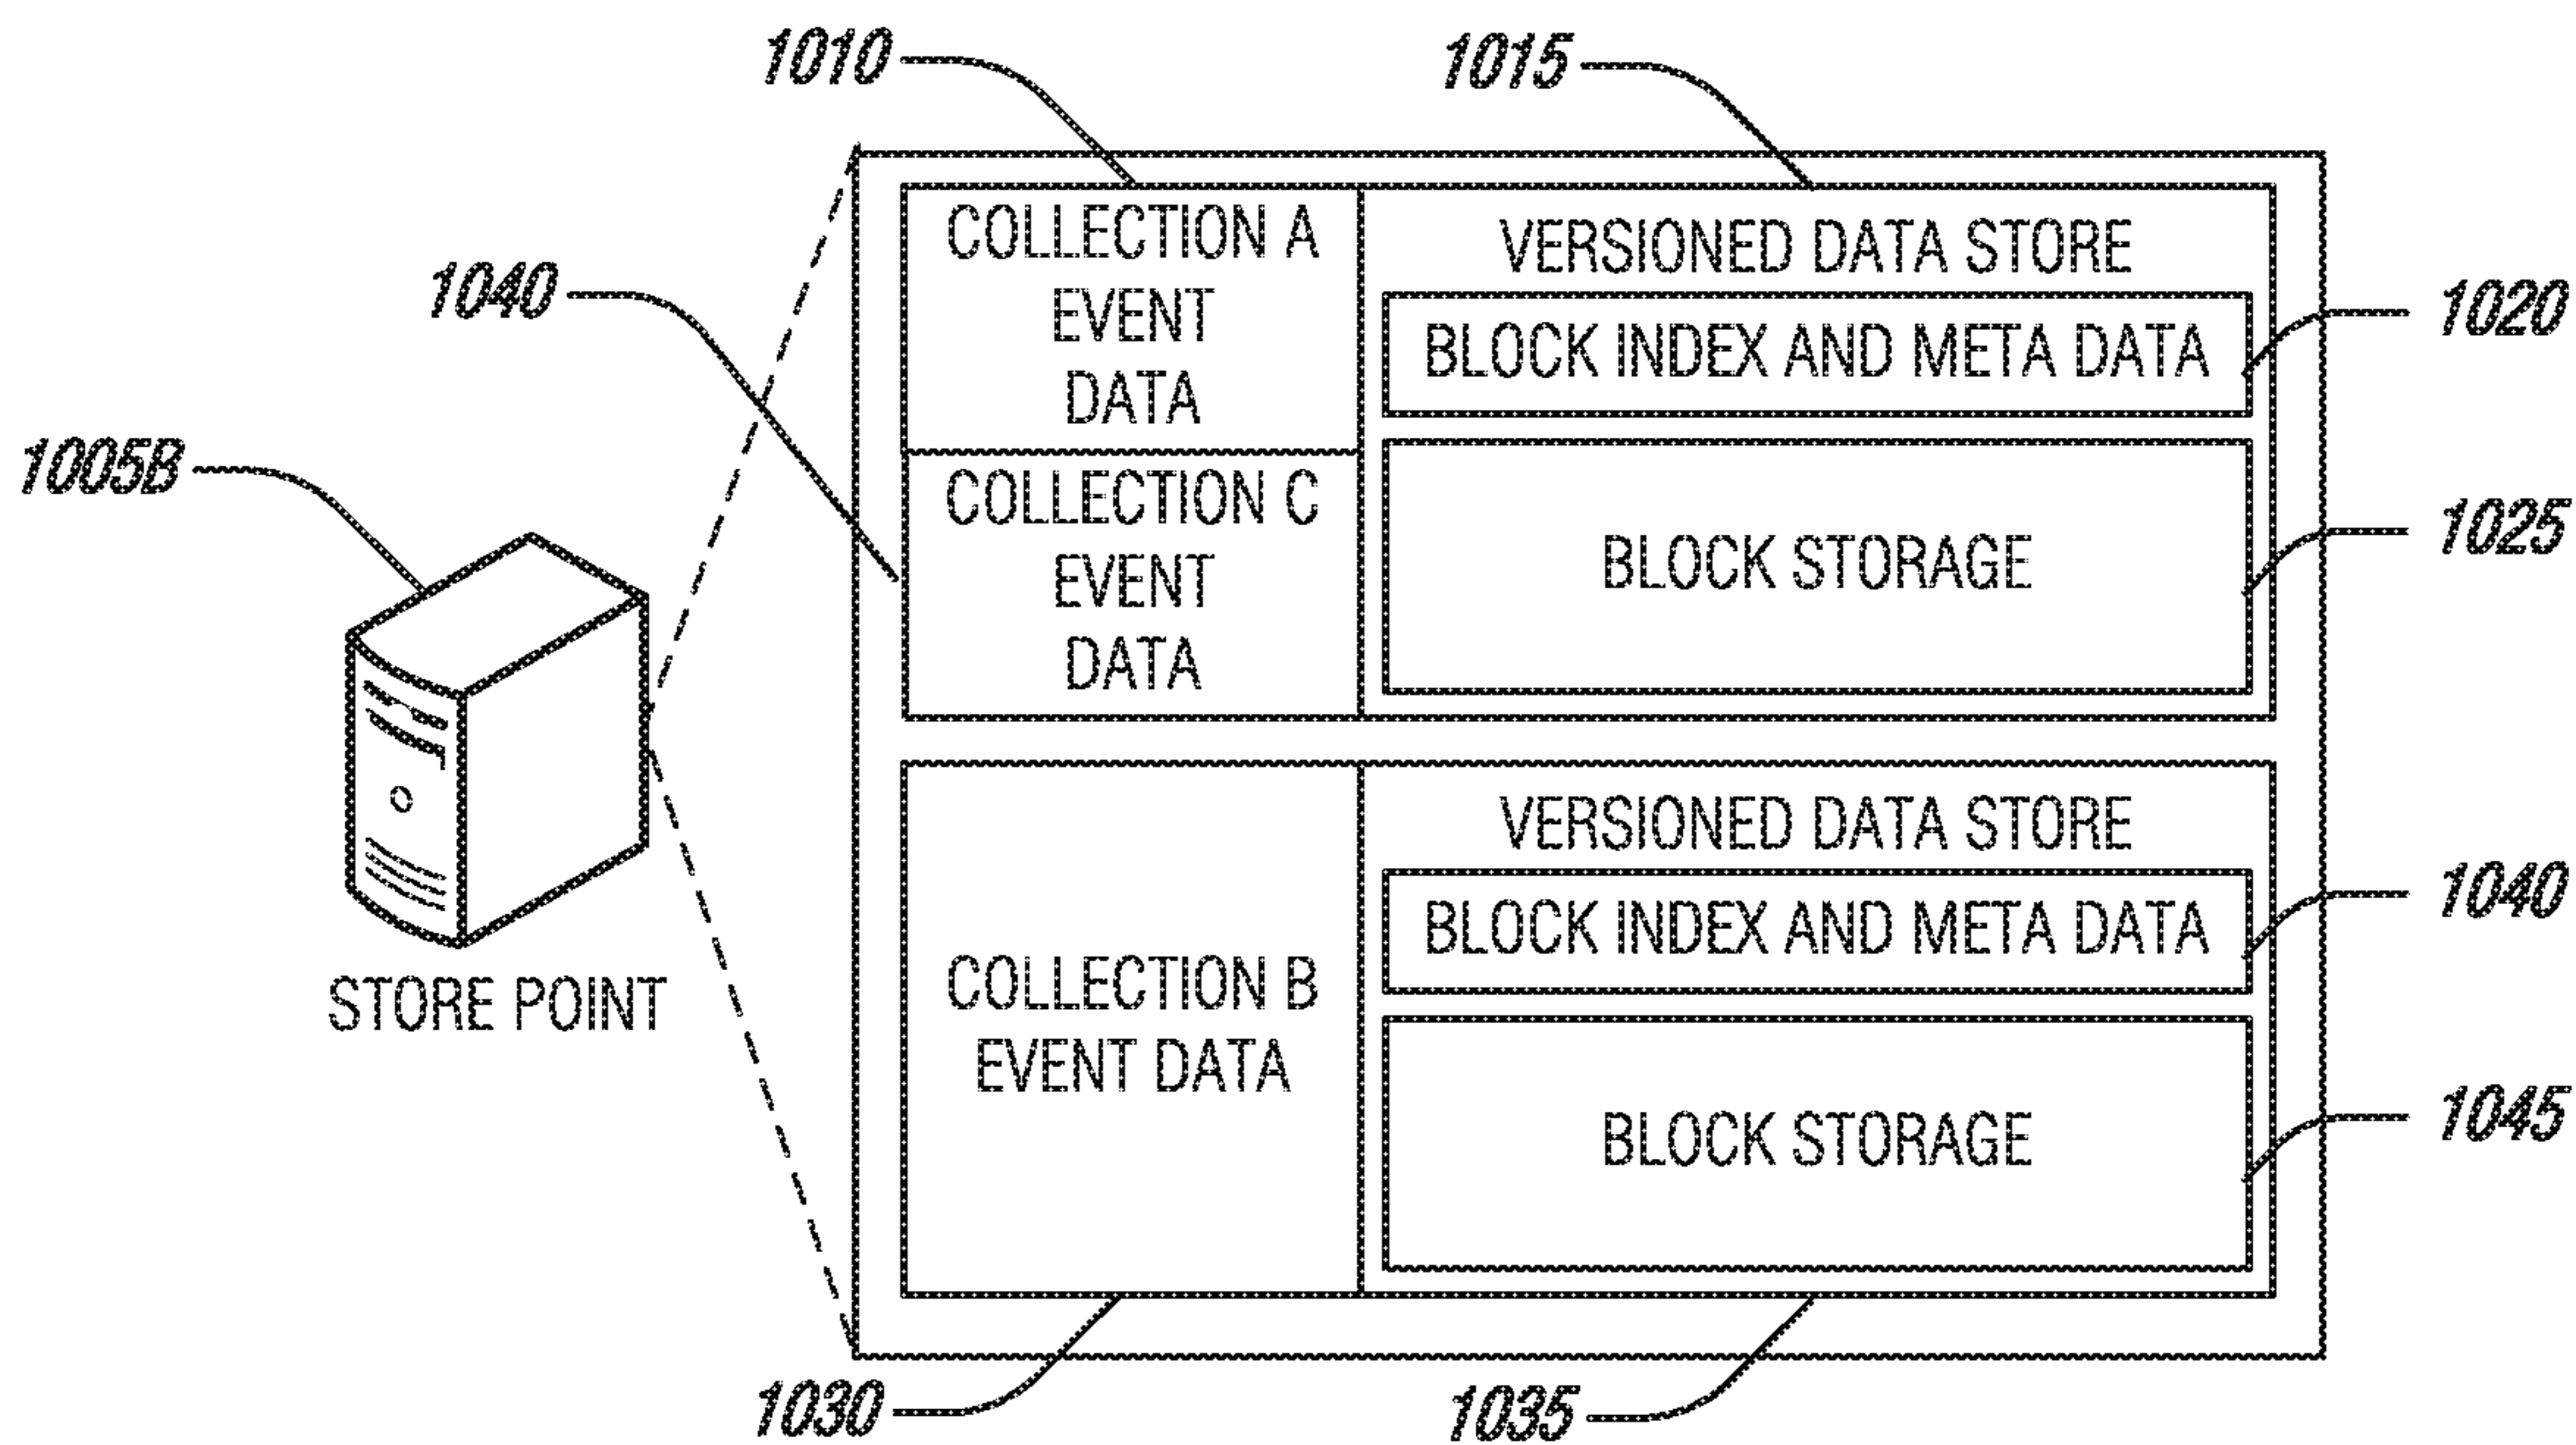 1010
1015
COLLECTION A
EVENT
DATA
VERSIONED DATA STORE
1040
1020
BLOCK INDEX AND META DATA
1005B
COLLECTION C
EVENT
DATA
1025
BLOCK STORAGE
VERSIONED DATA STORE
1040
BLOCK INDEX AND META DATA
STORE POINT
COLLECTION B
EVENT DATA
1045
BLOCK STORAGE
1030
1035